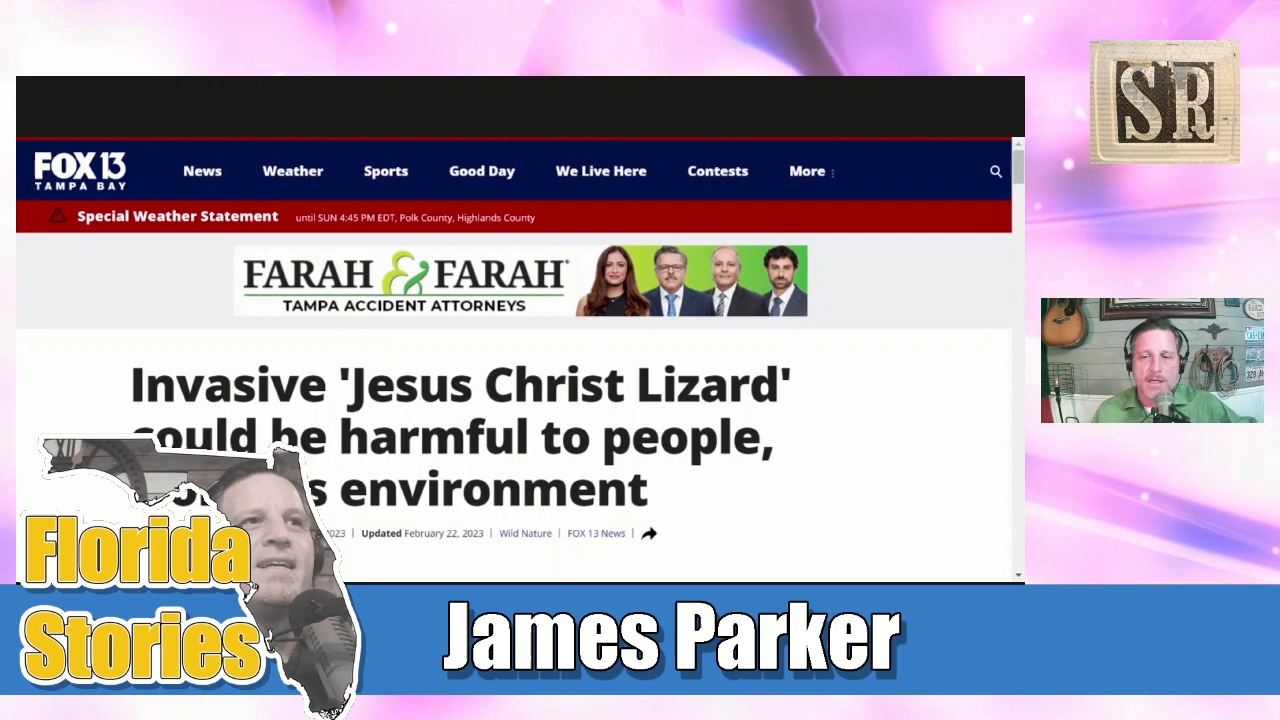 SR
FOX 13
TAMPA BAY
News Weather Sports Good Day We Live Here Contests More
Special Weather Statement until SUN 4:45 PM EDT, Polk County, Highlands County
FARAH & FARAH
TAMPA ACCIDENT ATTORNEYS
Invasive 'Jesus Christ Lizard'
could be harmful to people,
environment
2023 | Updated February 22, 2023 | Wild Nature | FOX 13 News |
Florida
Stories
James Parker